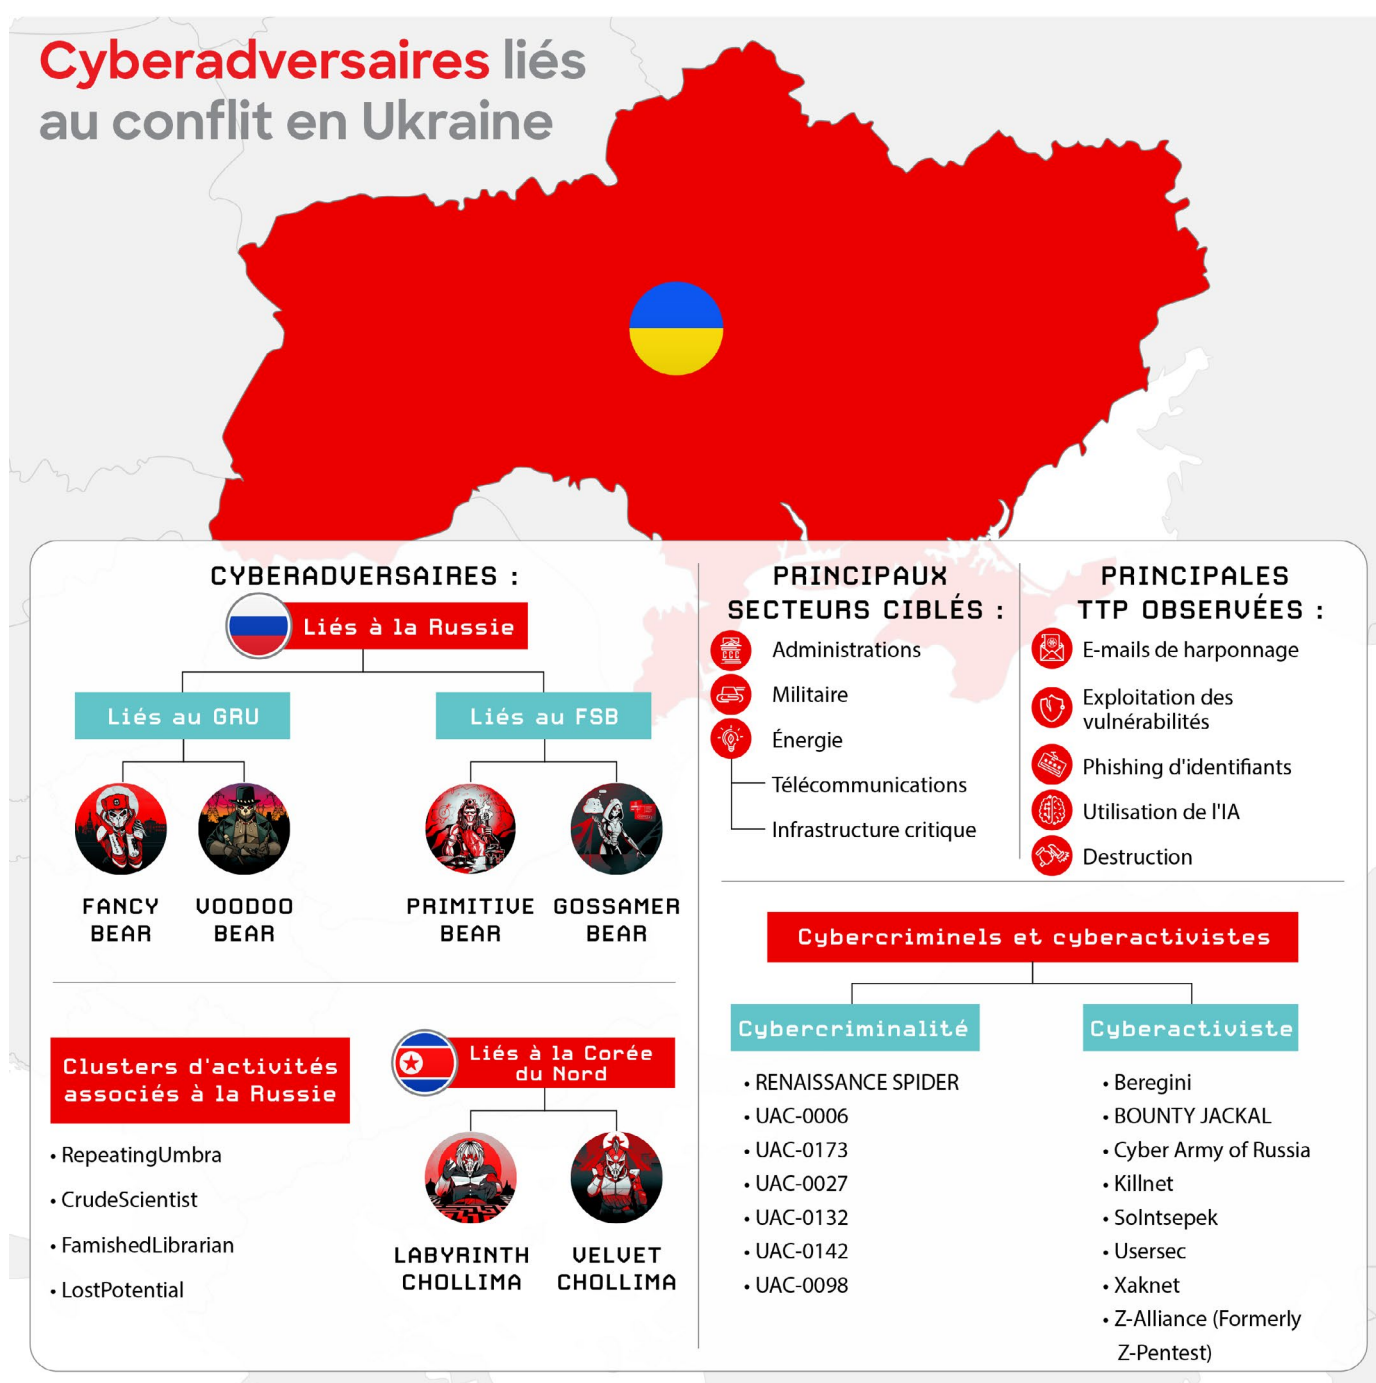 Cyberadversaires liés
au conflit en Ukraine
CYBERADVERSAIRES :
Liés à la Russie
Liés au GRU
Liés au FSB
FANCY
BEAR
VOODOO
BEAR
PRIMITIVE
BEAR
GOSSAMER
BEAR
Clusters d'activités
associés à la Russie
• RepeatingUmbra
• CrudeScientist
• FamishedLibrarian
• LostPotential
Liés à la Corée
du Nord
LABYRINTH
CHOLLIMA
VELVET
CHOLLIMA
PRINCIPAUX
SECTEURS CIBLÉS :
Administrations
Militaire
Énergie
Télécommunications
Infrastructure critique
PRINCIPALES
TTP OBSERVÉES :
E-mails de harponnage
Exploitation des
vulnérabilités
Phishing d'identifiants
Utilisation de l'IA
Destruction
Cybercriminels et cyberactivistes
Cybercriminalité
• RENAISSANCE SPIDER
• UAC-0006
• UAC-0173
• UAC-0027
• UAC-0132
• UAC-0142
• UAC-0098
Cyberactiviste
• Beregini
• BOUNTY JACKAL
• Cyber Army of Russia
• Killnet
• Solntsepek
• Usersec
• Xaknet
• Z-Alliance (Formerly
Z-Pentest)